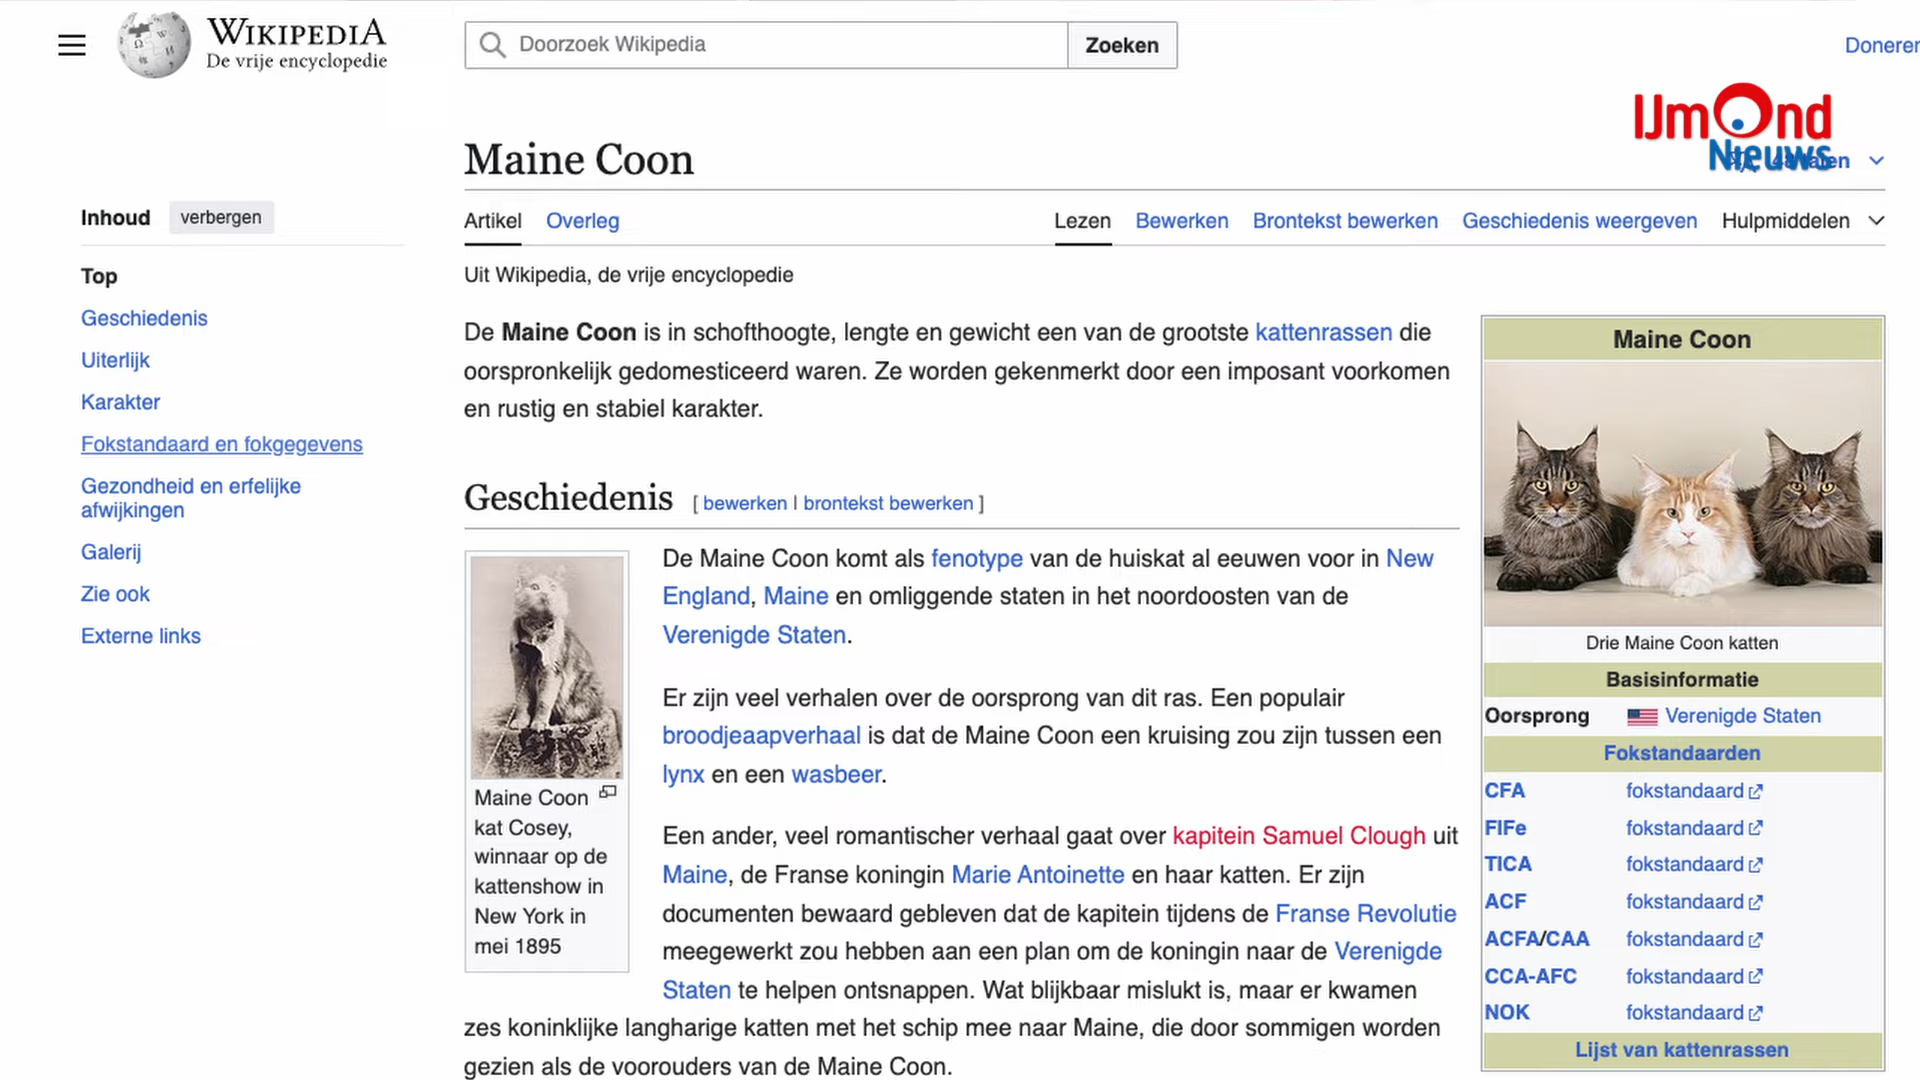 WIKIPEDIA
De vrije encyclopedie
Doorzoek Wikipedia
Zoeken
Doneren
IJmond
Nieuws
Maine Coon
talen
Inhoud verbergen
Artikel Overleg Lezen Bewerken Brontekst bewerken Geschiedenis weergeven Hulpmiddelen
Top
Geschiedenis
Uiterlijk
Karakter
Fokstandaard en fokgegevens
Gezondheid en erfelijke
afwijkingen
Galerij
Zie ook
Externe links
Uit Wikipedia, de vrije encyclopedie
De Maine Coon is in schofthoogte, lengte en gewicht een van de grootste kattenrassen die
oorspronkelijk gedomesticeerd waren. Ze worden gekenmerkt door een imposant voorkomen
en rustig en stabiel karakter.
Geschiedenis [ bewerken | brontekst bewerken ]
Maine Coon
kat Cosey,
winnaar op de
kattenshow in
New York in
mei 1895
De Maine Coon komt als fenotype van de huiskat al eeuwen voor in New
England, Maine en omliggende staten in het noordoosten van de
Verenigde Staten.
Er zijn veel verhalen over de oorsprong van dit ras. Een populair
broodjeaapverhaal is dat de Maine Coon een kruising zou zijn tussen een
lynx en een wasbeer.
Een ander, veel romantischer verhaal gaat over kapitein Samuel Clough uit
Maine, de Franse koningin Marie Antoinette en haar katten. Er zijn
documenten bewaard gebleven dat de kapitein tijdens de Franse Revolutie
meegewerkt zou hebben aan een plan om de koningin naar de Verenigde
Staten te helpen ontsnappen. Wat blijkbaar mislukt is, maar er kwamen
zes koninklijke langharige katten met het schip mee naar Maine, die door sommigen worden
gezien als de voorouders van de Maine Coon.
Maine Coon
Drie Maine Coon katten
Basisinformatie
Oorsprong Verenigde Staten
Fokstandaarden
CFA fokstandaard
FIFe fokstandaard
TICA fokstandaard
ACF fokstandaard
ACFA/CAA fokstandaard
CCA-AFC fokstandaard
NOK fokstandaard
Lijst van kattenrassen